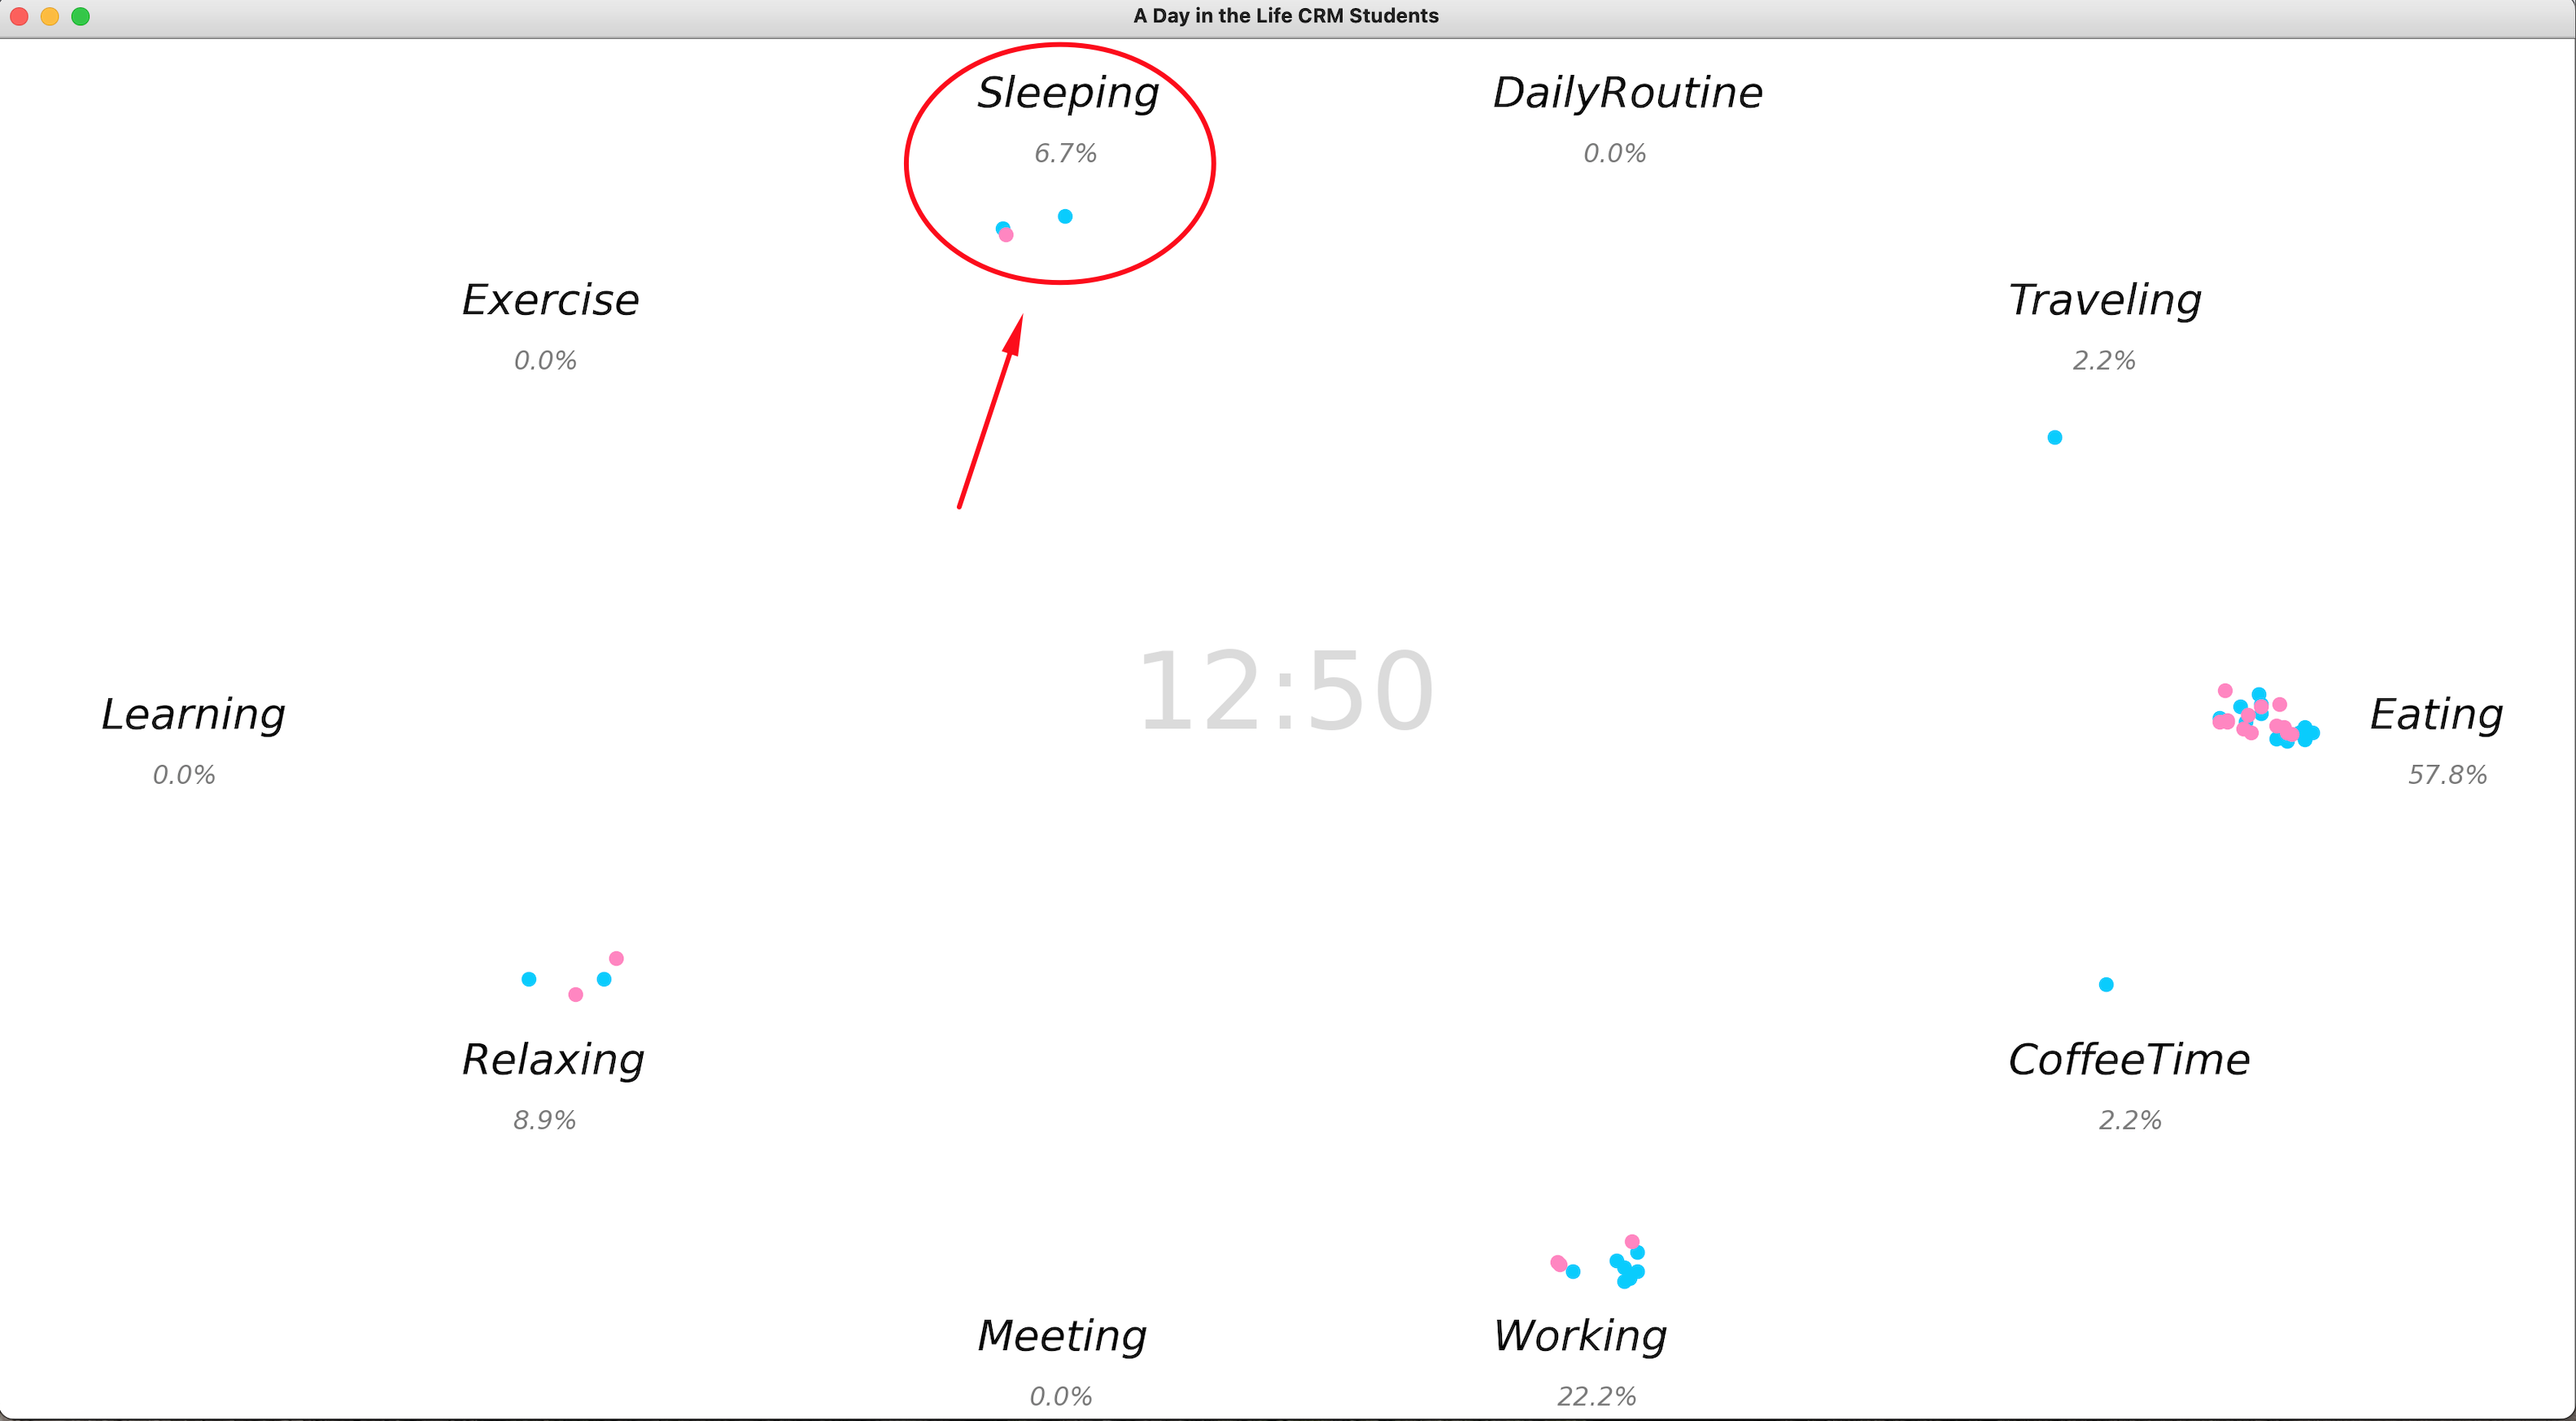 A Day in the Life CRM Students
Sleeping
6.7%
DailyRoutine
0.0%
Exercise
0.0%
Traveling
2.2%
12:50
Learning
0.0%
Eating
57.8%
Relaxing
8.9%
CoffeeTime
2.2%
Meeting
0.0%
Working
22.2%